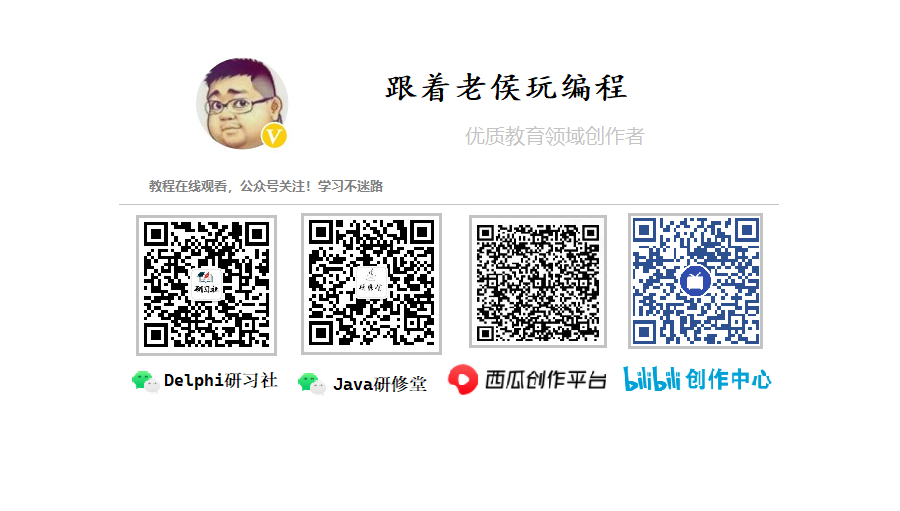 跟着老侯玩编程
优质教育领域创作者
V
教程在线观看，公众号关注！学习不迷路
研习社
Delphi研习社
Java研修堂
西瓜创作平台
bilibili 创作中心